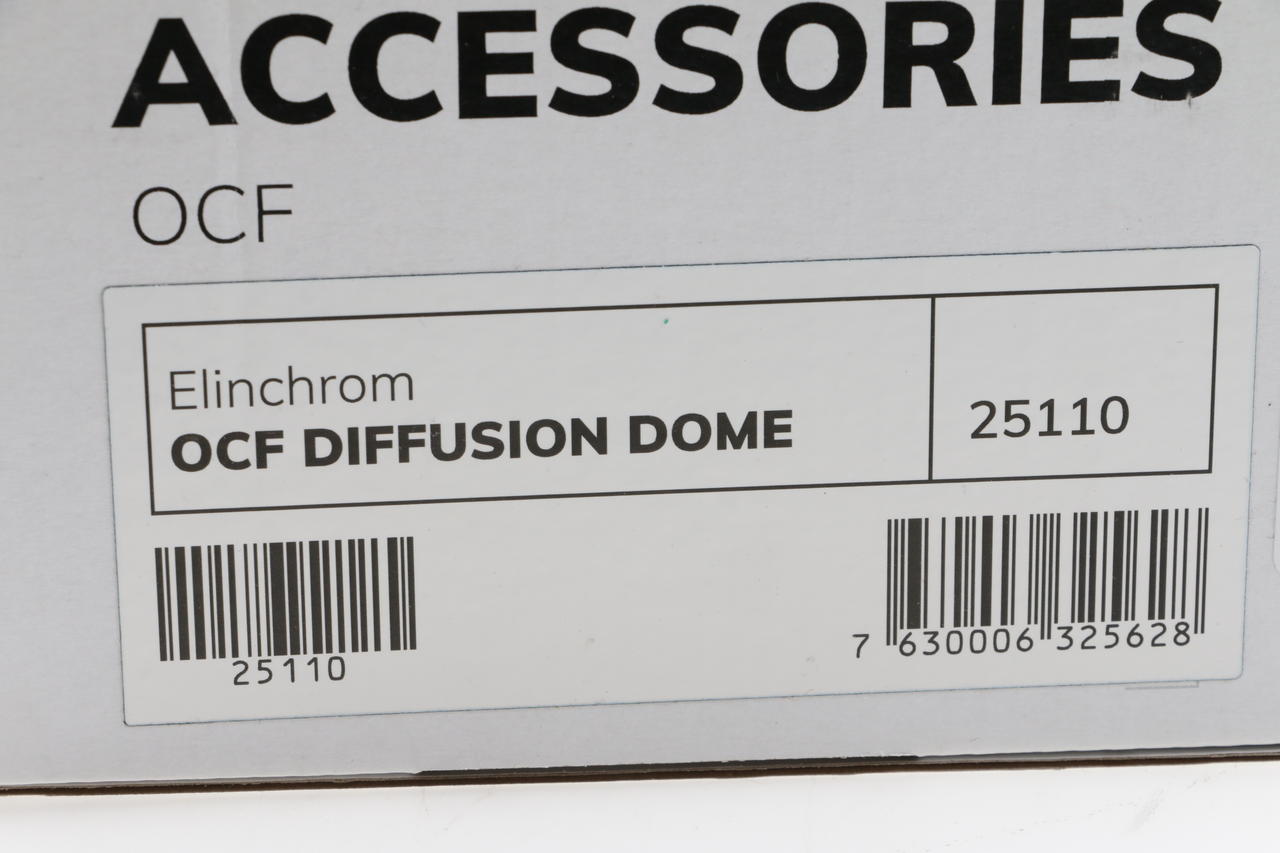 ACCESSORIES
OCF
Elinchrom
OCF DIFFUSION DOME
25110
25110
7 630006 325628